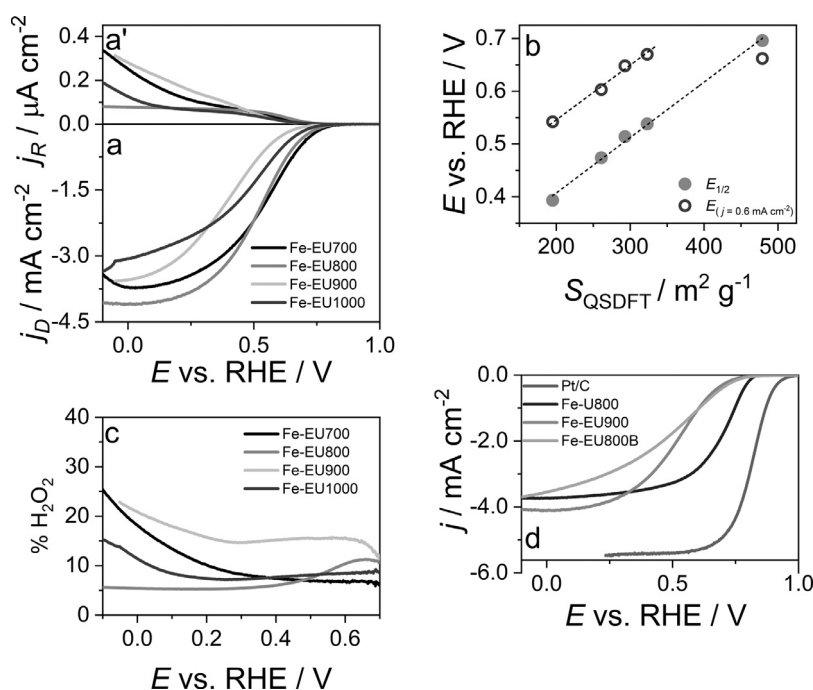 a'
0.4
0.2
0.0
j_R / μA cm⁻²
a
-1.5
-3.0
-4.5
j_D / mA cm⁻²
Fe-EU700
Fe-EU800
Fe-EU900
Fe-EU1000
0.0 0.5 1.0
E vs. RHE / V
b
0.7
0.6
0.5
0.4
E vs. RHE / V
E1/2
E(j = 0.6 mA cm⁻²)
200 300 400 500
S_QSDFT / m² g⁻¹
c
40
35
30
25
20
15
10
5
0
% H₂O₂
Fe-EU700
Fe-EU800
Fe-EU900
Fe-EU1000
0.0 0.2 0.4 0.6
E vs. RHE / V
0.0
-2.0
-4.0
-6.0
j / mA cm⁻²
Pt/C
Fe-U800
Fe-EU900
Fe-EU800B
d
0.0 0.5 1.0
E vs. RHE / V